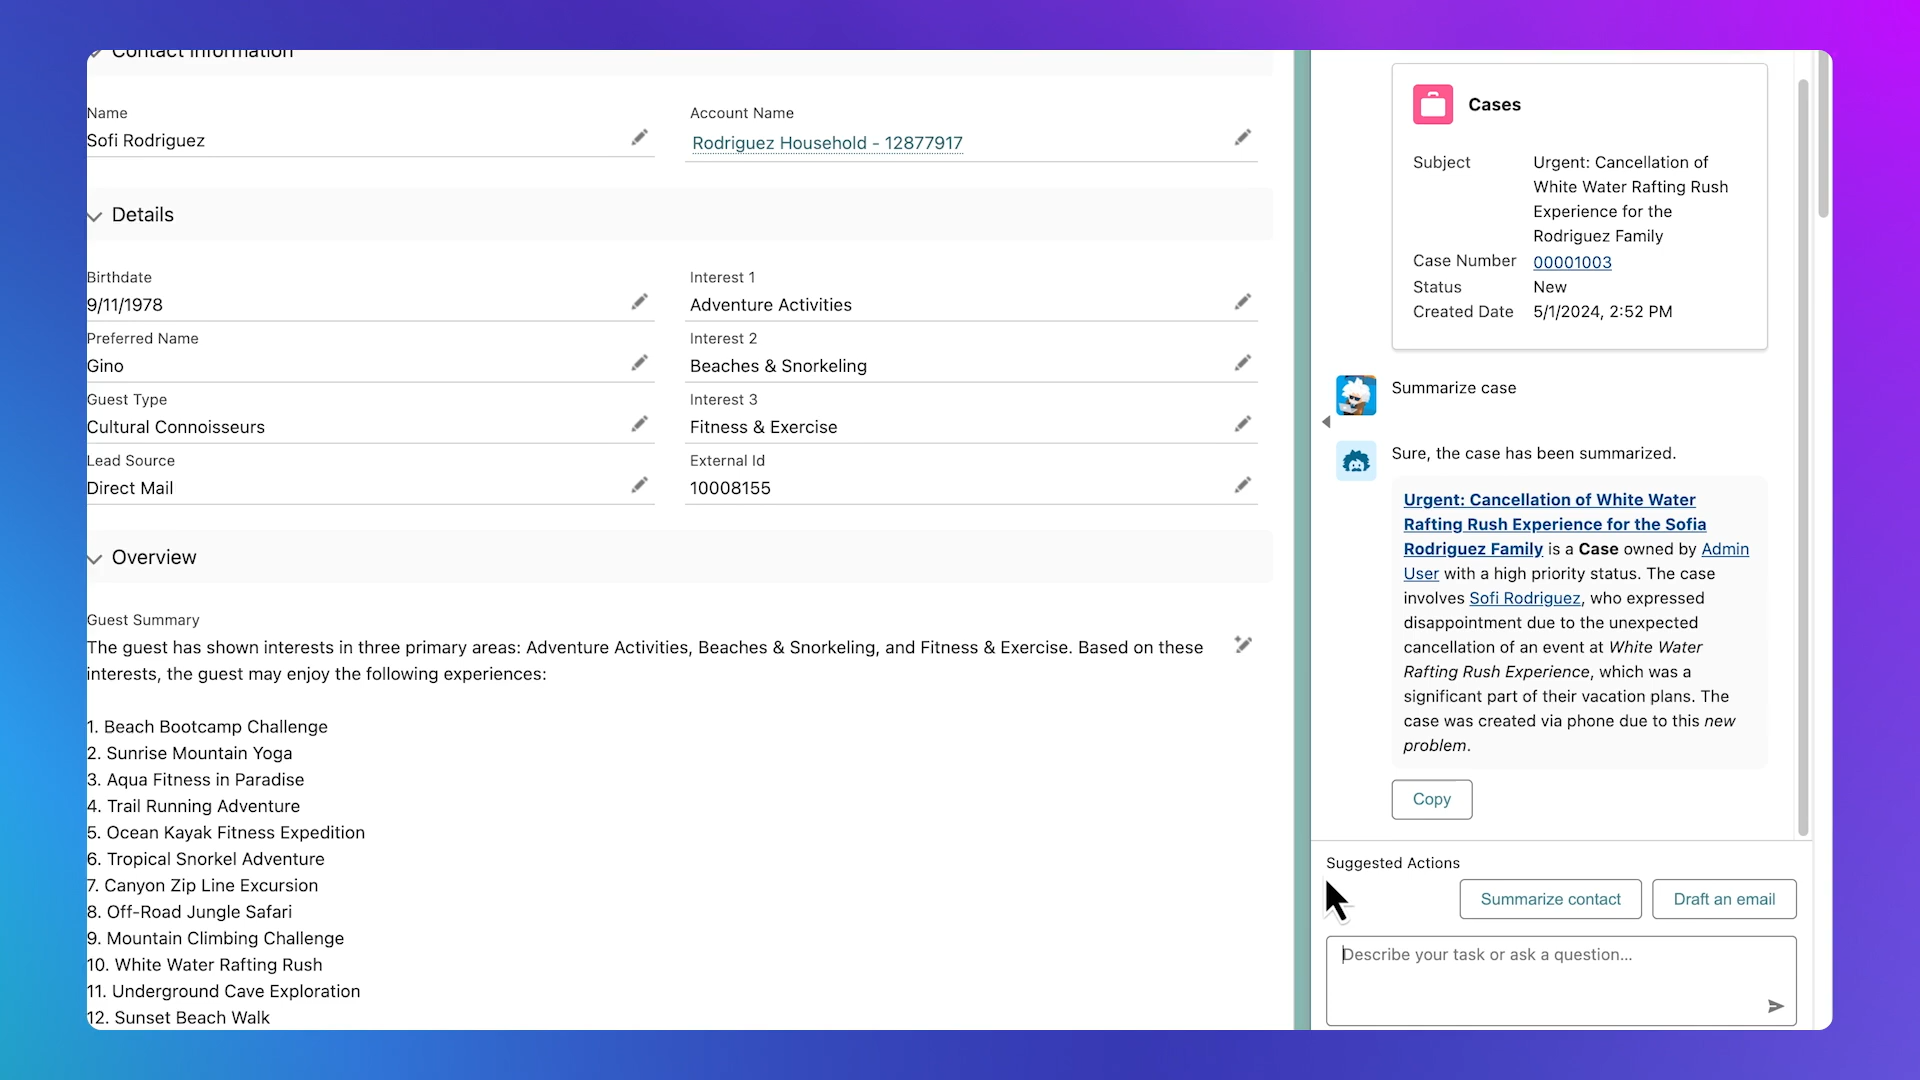 Contact Information
Name
Sofi Rodriguez
Account Name
Rodriguez Household - 12877917
Details
Birthdate
9/11/1978
Interest 1
Adventure Activities
Preferred Name
Gino
Interest 2
Beaches & Snorkeling
Guest Type
Cultural Connoisseurs
Interest 3
Fitness & Exercise
Lead Source
Direct Mail
External Id
10008155
Overview
Guest Summary
The guest has shown interests in three primary areas: Adventure Activities, Beaches & Snorkeling, and Fitness & Exercise. Based on these
interests, the guest may enjoy the following experiences:
1. Beach Bootcamp Challenge
2. Sunrise Mountain Yoga
3. Aqua Fitness in Paradise
4. Trail Running Adventure
5. Ocean Kayak Fitness Expedition
6. Tropical Snorkel Adventure
7. Canyon Zip Line Excursion
8. Off-Road Jungle Safari
9. Mountain Climbing Challenge
10. White Water Rafting Rush
11. Underground Cave Exploration
12. Sunset Beach Walk
Cases
Subject
Urgent: Cancellation of
White Water Rafting Rush
Experience for the
Rodriguez Family
Case Number
00001003
Status
New
Created Date
5/1/2024, 2:52 PM
Summarize case
Sure, the case has been summarized.
Urgent: Cancellation of White Water
Rafting Rush Experience for the Sofia
Rodriguez Family is a Case owned by Admin
User with a high priority status. The case
involves Sofi Rodriguez, who expressed
disappointment due to the unexpected
cancellation of an event at White Water
Rafting Rush Experience, which was a
significant part of their vacation plans. The
case was created via phone due to this new
problem.
Copy
Suggested Actions
Summarize contact
Draft an email
Describe your task or ask a question...